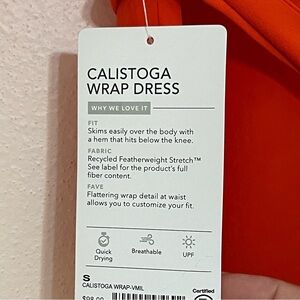 CALISTOGA
WRAP DRESS
WHY WE LOVE IT
FIT
Skims easily over the body with
a hem that hits below the knee.
FABRIC
Recycled Featherweight Stretch™
See label for the product's full
fiber content.
FAVE
Flattering wrap detail at waist
allows you to customize your fit.
Quick
Drying
Breathable
UPF
S
CALISTOGA WRAP-VMIL
Certified